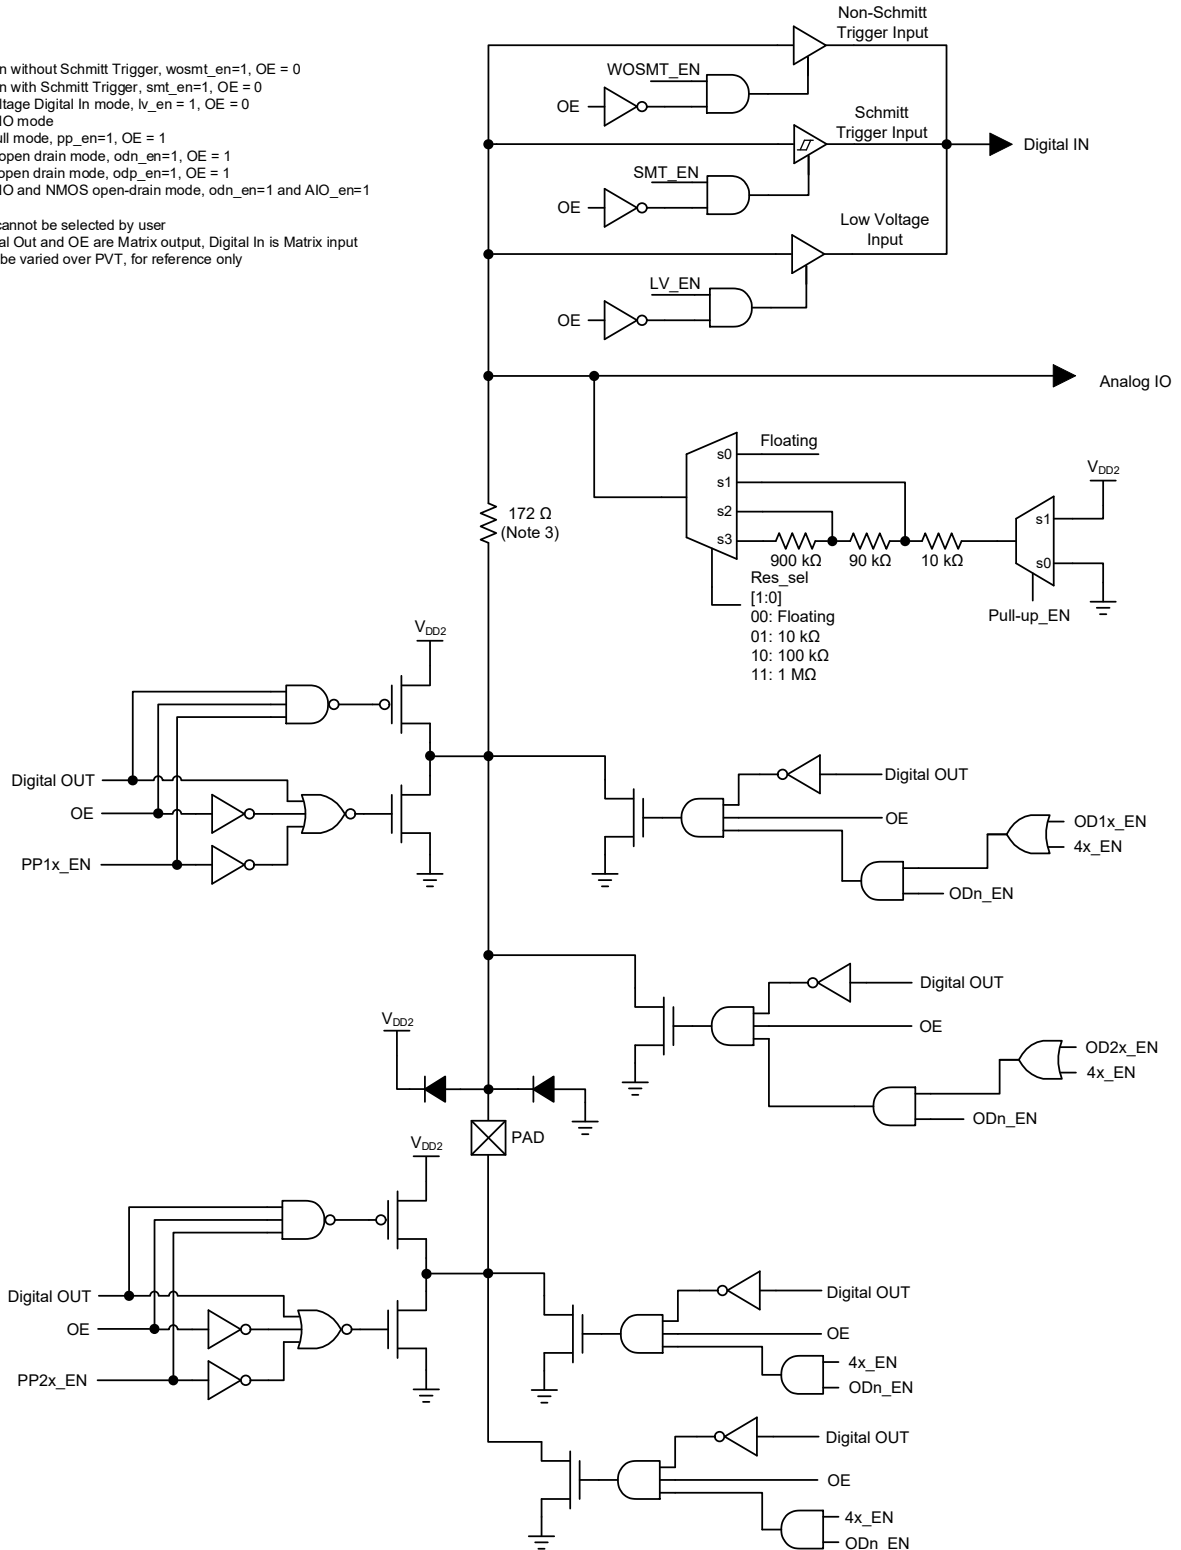 n without Schmitt Trigger, wosmt_en=1, OE = 0
n with Schmitt Trigger, smt_en=1, OE = 0
ltage Digital In mode, lv_en = 1, OE = 0
IO mode
ull mode, pp_en=1, OE = 1
open drain mode, odn_en=1, OE = 1
open drain mode, odp_en=1, OE = 1
IO and NMOS open-drain mode, odn_en=1 and AIO_en=1
cannot be selected by user
al Out and OE are Matrix output, Digital In is Matrix input
be varied over PVT, for reference only
Non-Schmitt
Trigger Input
WOSMT_EN
OE
Schmitt
Trigger Input
Digital IN
SMT_EN
OE
Low Voltage
Input
LV_EN
OE
Analog IO
Floating
s0
s1
s2
s3
900 kΩ
90 kΩ
10 kΩ
VDD2
s1
s0
Pull-up_EN
172 Ω
(Note 3)
Res_sel
[1:0]
00: Floating
01: 10 kΩ
10: 100 kΩ
11: 1 MΩ
VDD2
Digital OUT
OE
PP1x_EN
Digital OUT
OE
OD1x_EN
4x_EN
ODn_EN
Digital OUT
OE
OD2x_EN
4x_EN
ODn_EN
VDD2
PAD
VDD2
Digital OUT
OE
PP2x_EN
Digital OUT
OE
4x_EN
ODn_EN
Digital OUT
OE
4x_EN
ODn_EN